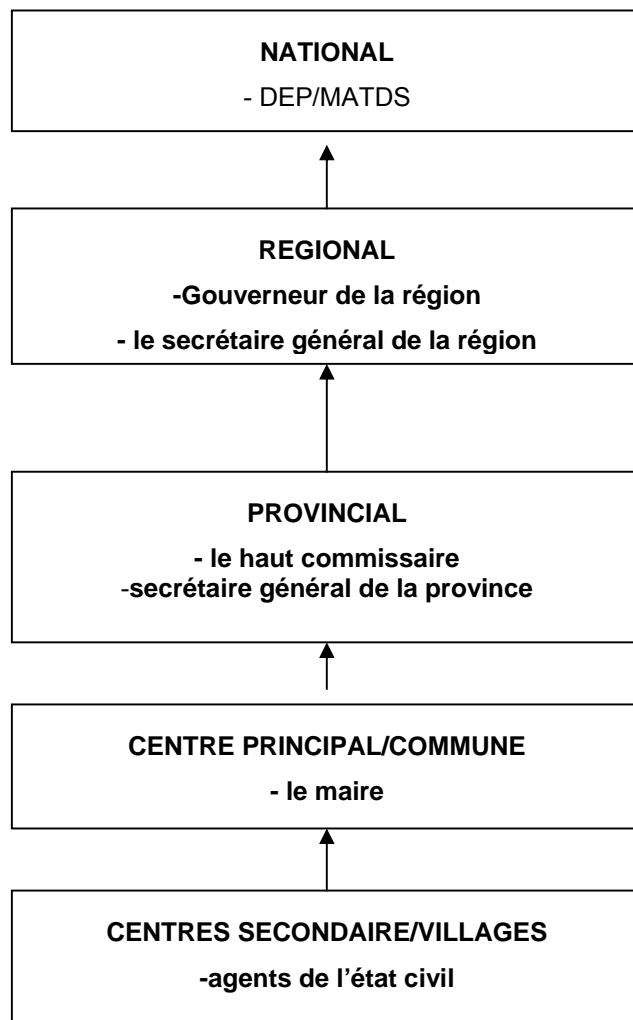 NATIONAL
- DEP/MATDS
REGIONAL
-Gouverneur de la région
- le secrétaire général de la région
PROVINCIAL
- le haut commissaire
-secrétaire général de la province
CENTRE PRINCIPAL/COMMUNE
- le maire
CENTRES SECONDAIRE/VILLAGES
-agents de l’état civil